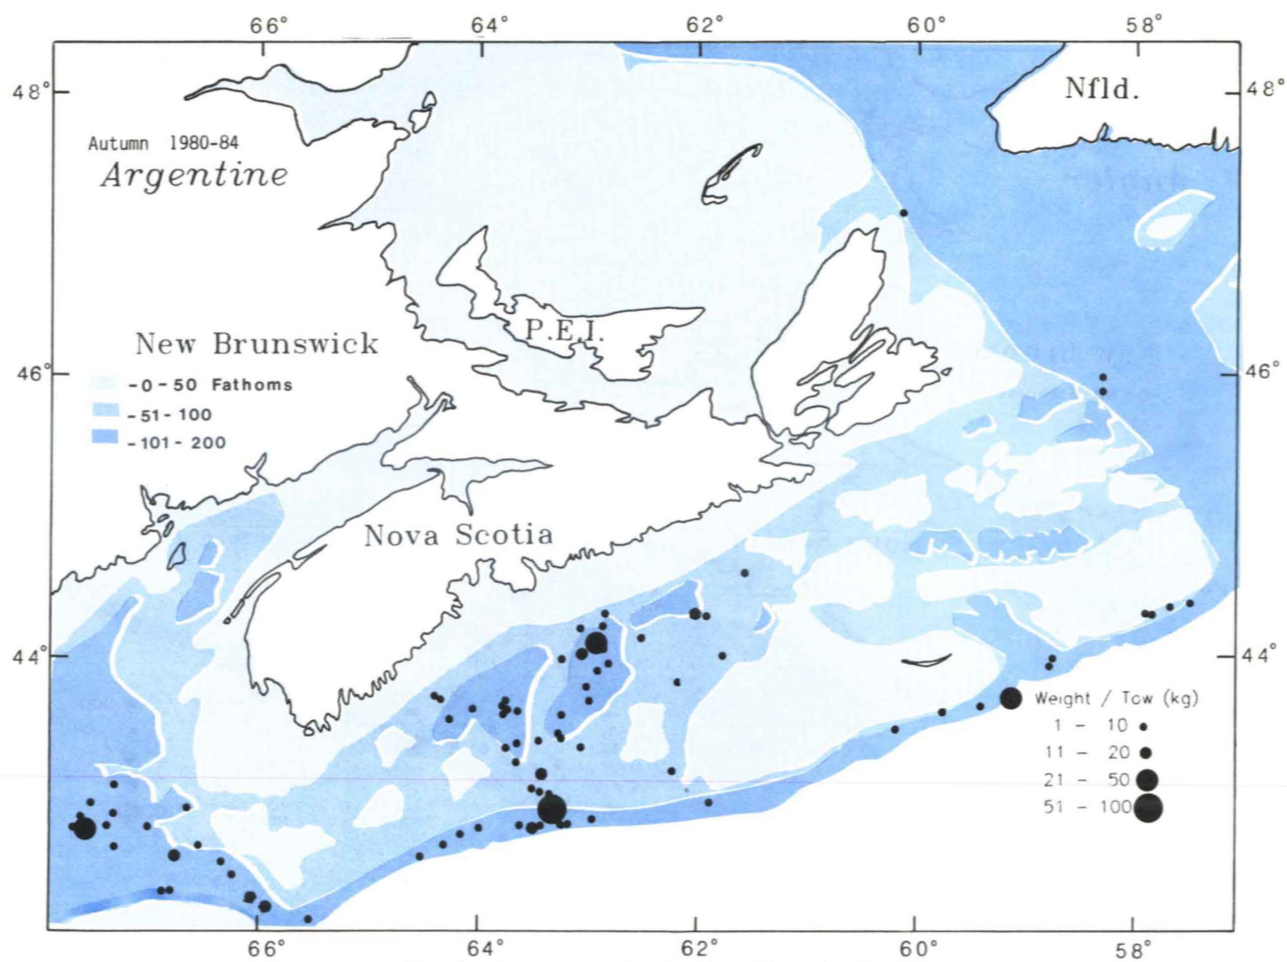 66° 64° 62° 60° 58°
48° 48°
Nfld.
Autumn 1980-84
Argentine
P.E.I.
New Brunswick
46° 46°
-0-50 Fathoms
-51-100
-101-200
Nova Scotia
44° 44°
Weight / Tow (kg)
1 - 10
11 - 20
21 - 50
51 - 100
66° 64° 62° 60° 58°